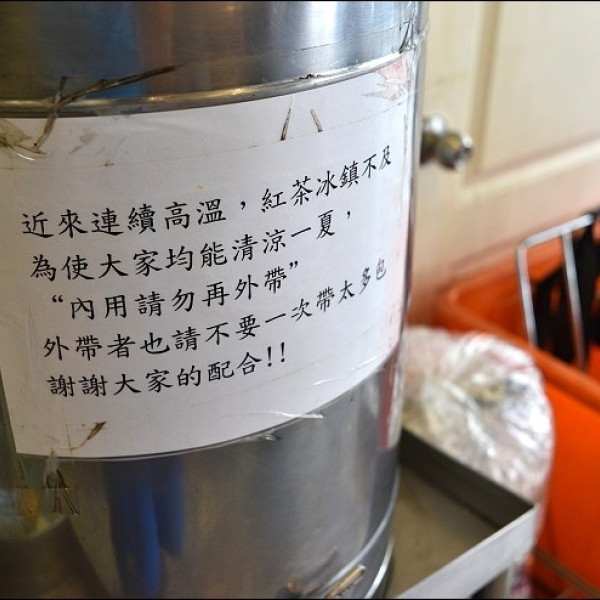 近來連續高溫，紅茶冰鎮不及
為使大家均能清涼一夏，
“內用請勿再外帶”
外帶者也請不要一次帶太多包
謝謝大家的配合!!